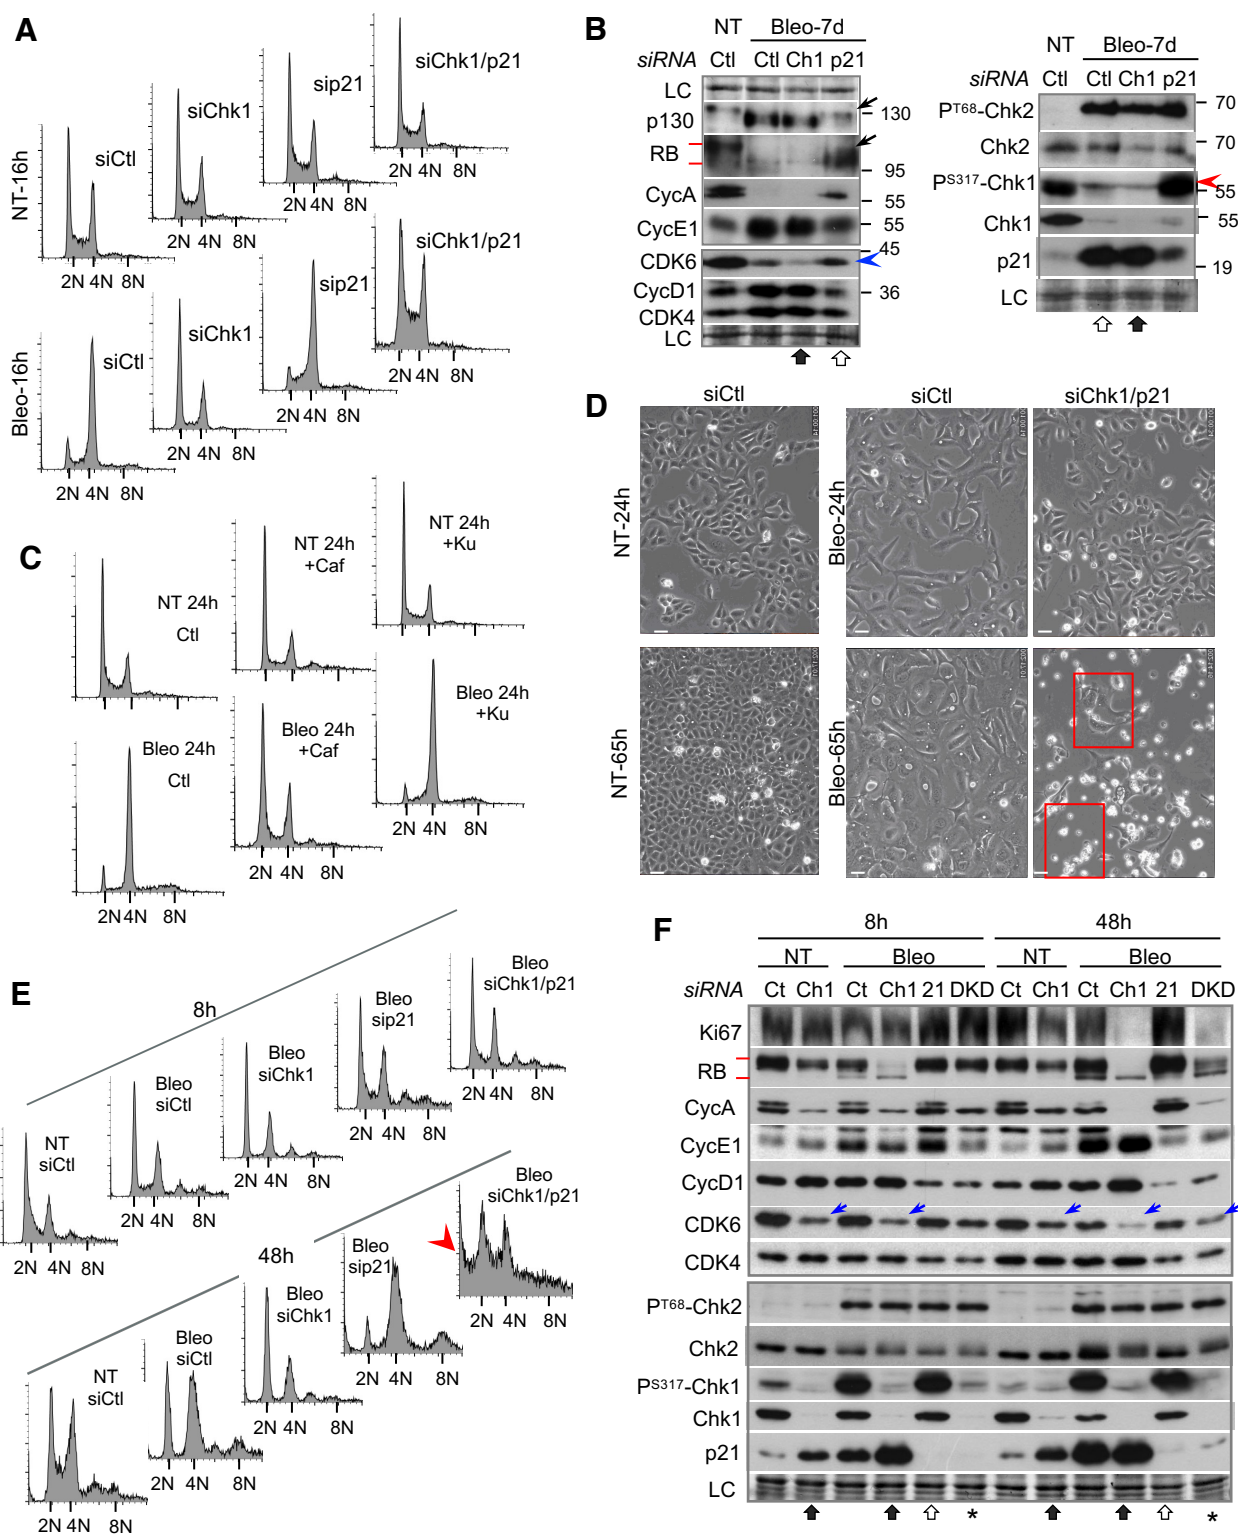 A
siChk1/p21
sip21
siChk1
siCtl
NT-16h
2N 4N 8N
2N 4N 8N
2N 4N 8N
2N 4N 8N
siChk1/p21
sip21
siChk1
siCtl
Bleo-16h
2N 4N 8N
2N 4N 8N
2N 4N 8N
2N 4N 8N
B
NT Bleo-7d
siRNA Ctl Ctl Ch1 p21
LC
p130 130
RB 95
CycA 55
CycE1 55
45
CDK6
CycD1 36
CDK4
LC
NT Bleo-7d
siRNA Ctl Ctl Ch1 p21
PT68-Chk2 70
Chk2 70
PS317-Chk1 55
Chk1 55
p21 19
LC
C
NT 24h
+Ku
NT 24h
+Caf
NT 24h
Ctl
Bleo 24h
+Ku
Bleo 24h
+Caf
Bleo 24h
Ctl
2N 4N 8N
2N 4N 8N
2N 4N 8N
D
siCtl siCtl siChk1/p21
NT-24h
Bleo-24h
NT-65h
Bleo-65h
E
8h
Bleo
siChk1/p21
Bleo
sip21
Bleo
siChk1
Bleo
siCtl
NT
siCtl
2N 4N 8N
2N 4N 8N
2N 4N 8N
2N 4N 8N
2N 4N 8N
48h
Bleo
siChk1/p21
Bleo
sip21
Bleo
siChk1
Bleo
siCtl
NT
siCtl
2N 4N 8N
2N 4N 8N
2N 4N 8N
2N 4N 8N
2N 4N 8N
F
8h 48h
NT Bleo NT Bleo
siRNA Ct Ch1 Ct Ch1 21 DKD Ct Ch1 Ct Ch1 21 DKD
Ki67
RB
CycA
CycE1
CycD1
CDK6
CDK4
PT68-Chk2
Chk2
PS317-Chk1
Chk1
p21
LC
* *